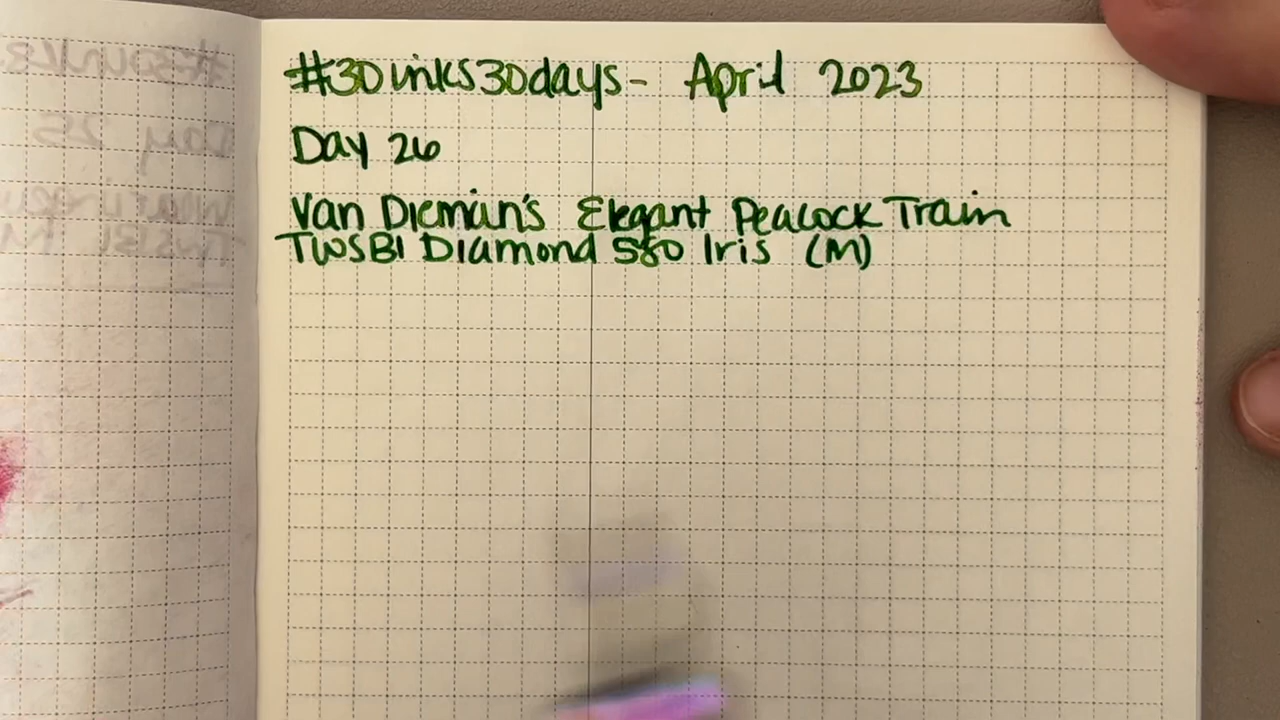 #30inks30days - April 2023
Day 26
Van Dieman's Elegant Peacock Train
TWSBI Diamond 580 Iris (M)